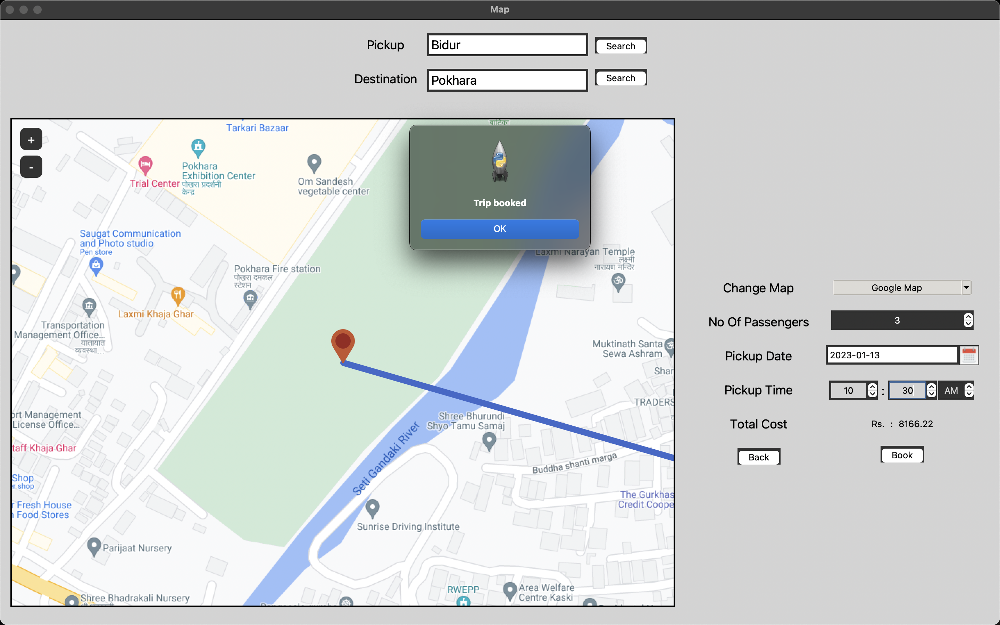 Map
Pickup
Bidur
Search
Destination
Pokhara
Search
+
-
Tarkari Bazaar
बाटिका
Pokhara
Exhibition Center
पोखरा प्रदर्शनी
केन्द्र
Trial Center
Om Sandesh
vegetable center
Trip booked
OK
Saugat Communication
and Photo studio
Pen store
Laxmi Narayan Temple
लक्ष्मी
नारायण मन्दिर
Pokhara Fire station
पोखरा दमकल
स्टेशन
Laxmi Khaja Ghar
Transportation
Management Office...
यातायात
व्यवस्था...
Muktinath Santa
Sewa Ashram
Shar
TRADERS
ort Management
License Office...
Shree Bhurundi
Shyo Tamu Samaj
Seti Gandaki River
taff Khaja Ghar
Buddha shanti marga
Shop
er shop
The Gurkhas
Credit Coope
r Fresh House
n Food Stores
Sunrise Driving Institute
Parijaat Nursery
RWEPP
Area Welfare
Centre Kaski
Shree Bhadrakali Nursery
Change Map
Google Map
No Of Passengers
3
Pickup Date
2023-01-13
Pickup Time
10 : 30 AM
Total Cost
Rs. : 8166.22
Back
Book